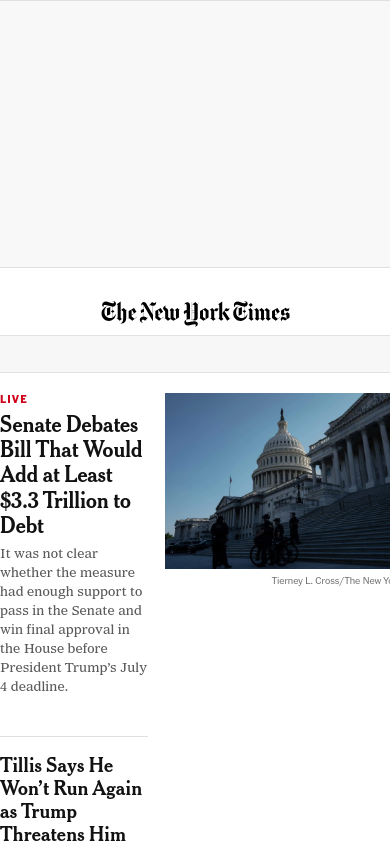 The New York Times
LIVE
Senate Debates
Bill That Would
Add at Least
$3.3 Trillion to
Debt
It was not clear
whether the measure
had enough support to
pass in the Senate and
win final approval in
the House before
President Trump’s July
4 deadline.
Tierney L. Cross/The New Yo
Tillis Says He
Won’t Run Again
as Trump
Threatens Him